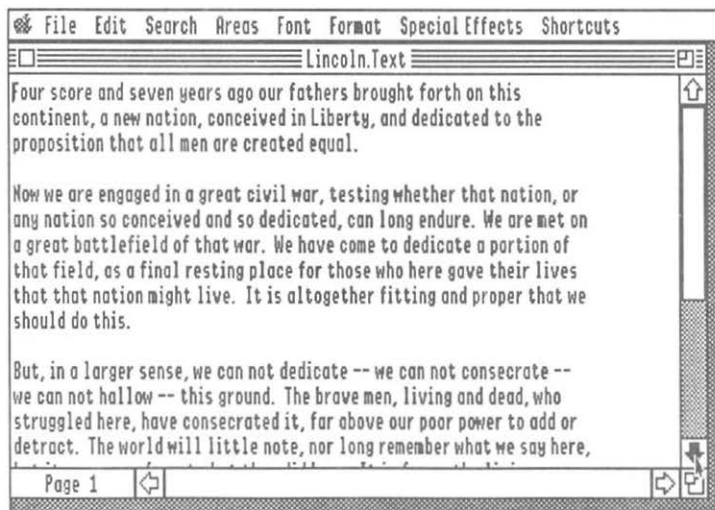 File Edit Search Areas Font Format Special Effects Shortcuts
Lincoln.Text
Four score and seven years ago our fathers brought forth on this
continent, a new nation, conceived in Liberty, and dedicated to the
proposition that all men are created equal.
Now we are engaged in a great civil war, testing whether that nation, or
any nation so conceived and so dedicated, can long endure. We are met on
a great battlefield of that war. We have come to dedicate a portion of
that field, as a final resting place for those who here gave their lives
that that nation might live. It is altogether fitting and proper that we
should do this.
But, in a larger sense, we can not dedicate -- we can not consecrate --
we can not hallow -- this ground. The brave men, living and dead, who
struggled here, have consecrated it, far above our poor power to add or
detract. The world will little note, nor long remember what we say here,
Page 1